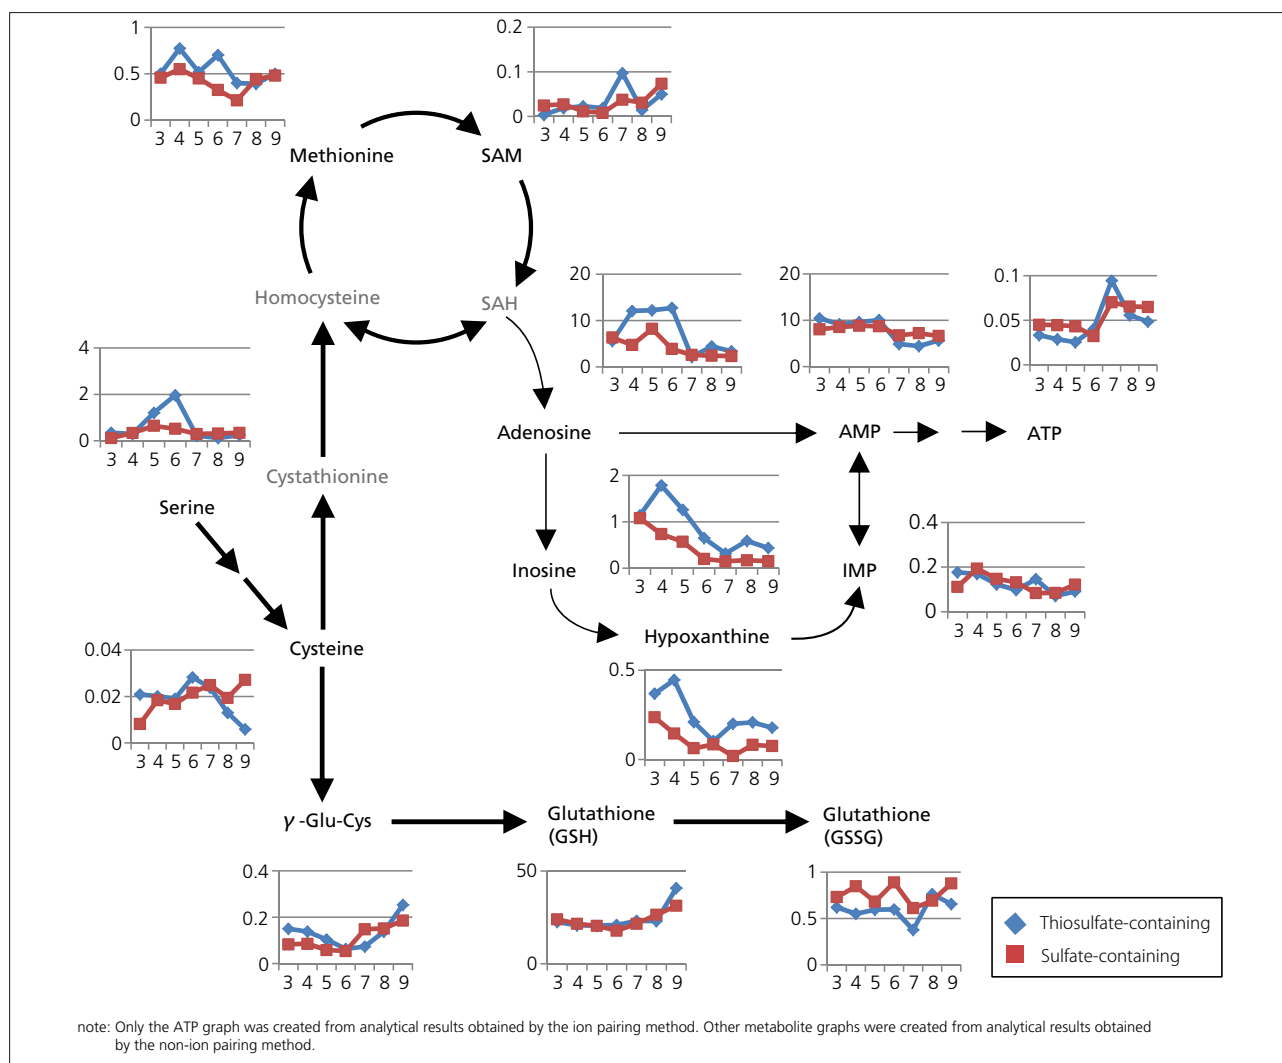 1
0.5
0
3 4 5 6 7 8 9
0.2
0.1
0
3 4 5 6 7 8 9
Methionine
SAM
Homocysteine
SAH
20
10
0
3 4 5 6 7 8 9
20
10
0
3 4 5 6 7 8 9
0.1
0.05
0
3 4 5 6 7 8 9
4
2
0
3 4 5 6 7 8 9
Adenosine
AMP
ATP
Cystathionine
Serine
2
1
0
3 4 5 6 7 8 9
0.4
0.2
0
3 4 5 6 7 8 9
Inosine
IMP
Hypoxanthine
Cysteine
0.04
0.02
0
3 4 5 6 7 8 9
0.5
0
3 4 5 6 7 8 9
γ -Glu-Cys
Glutathione
(GSH)
Glutathione
(GSSG)
0.4
0.2
0
3 4 5 6 7 8 9
50
0
3 4 5 6 7 8 9
1
0.5
0
3 4 5 6 7 8 9
Thiosulfate-containing
Sulfate-containing
note: Only the ATP graph was created from analytical results obtained by the ion pairing method. Other metabolite graphs were created from analytical results obtained
by the non-ion pairing method.